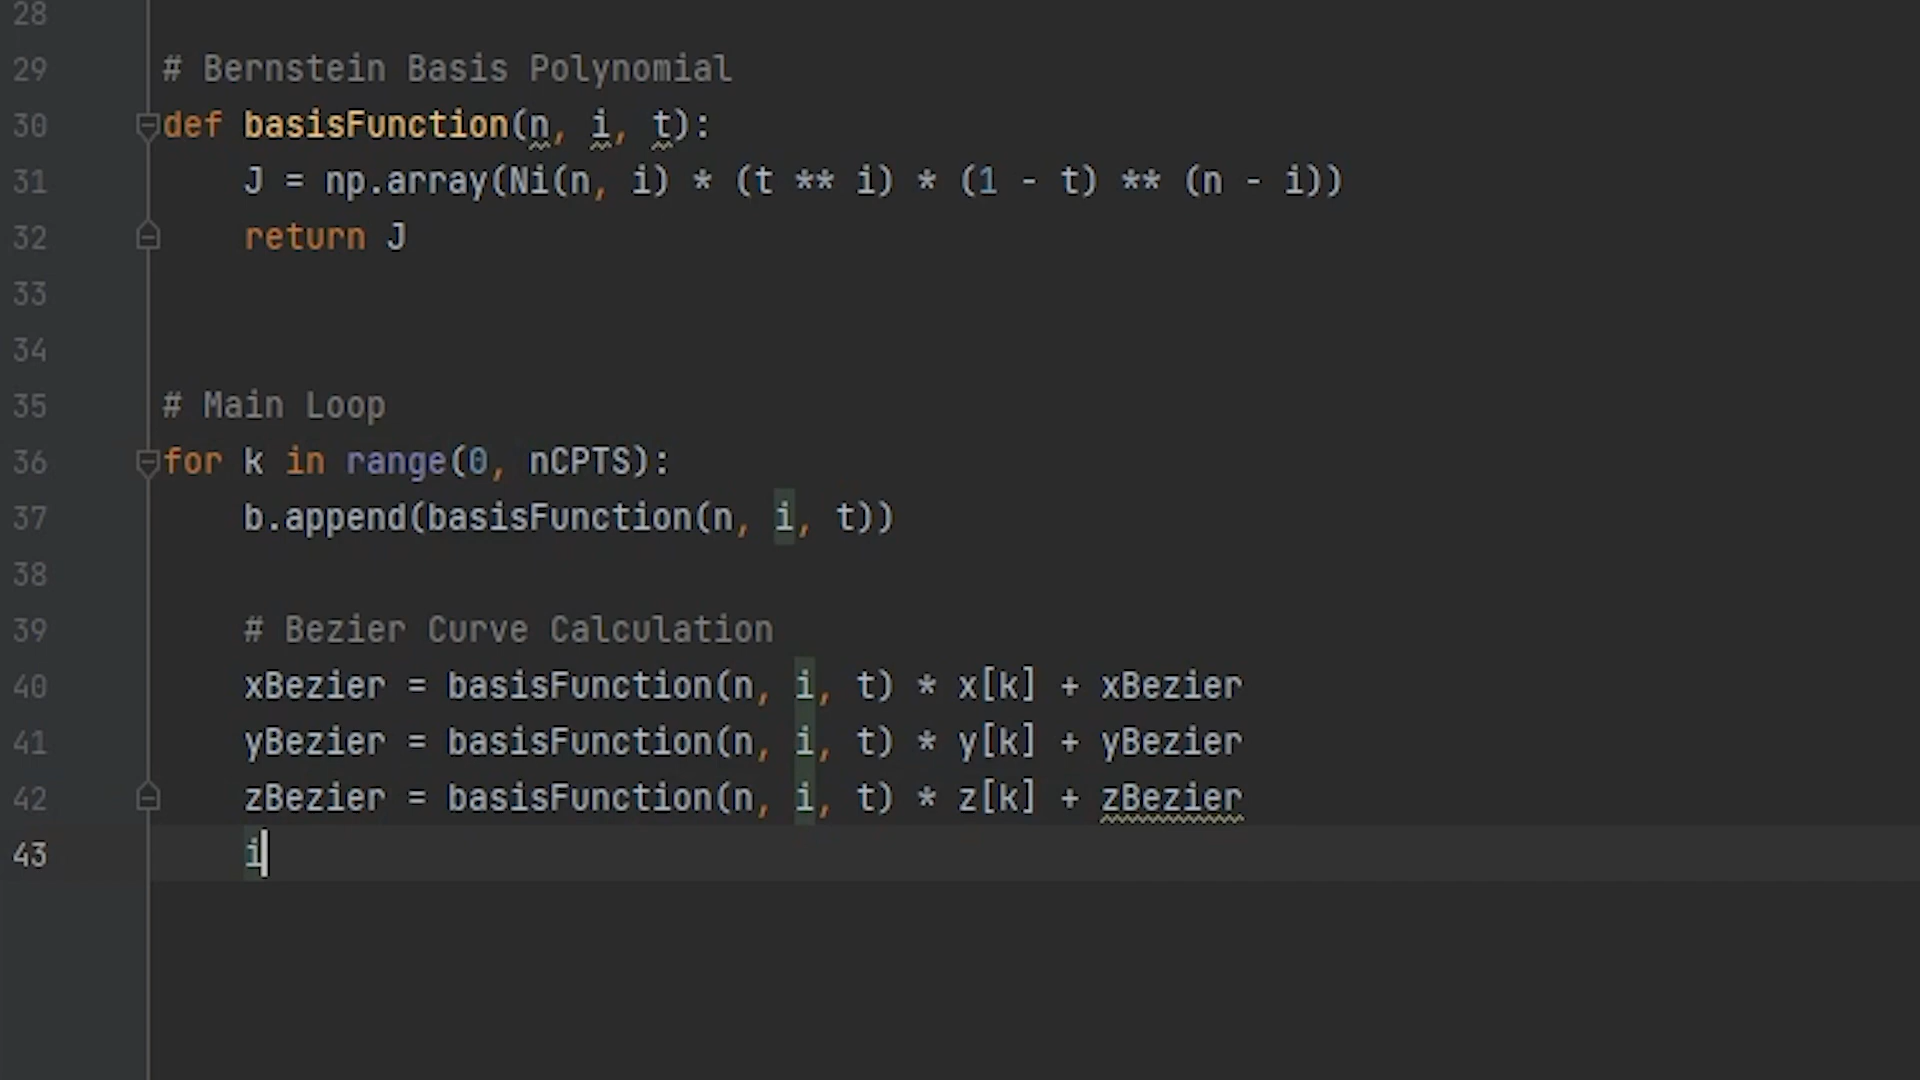 28
29 # Bernstein Basis Polynomial
30 def basisFunction(n, i, t):
31     J = np.array(Ni(n, i) * (t ** i) * (1 - t) ** (n - i))
32     return J
33
34
35 # Main Loop
36 for k in range(0, nCPTS):
37     b.append(basisFunction(n, i, t))
38
39     # Bezier Curve Calculation
40     xBezier = basisFunction(n, i, t) * x[k] + xBezier
41     yBezier = basisFunction(n, i, t) * y[k] + yBezier
42     zBezier = basisFunction(n, i, t) * z[k] + zBezier
43     i